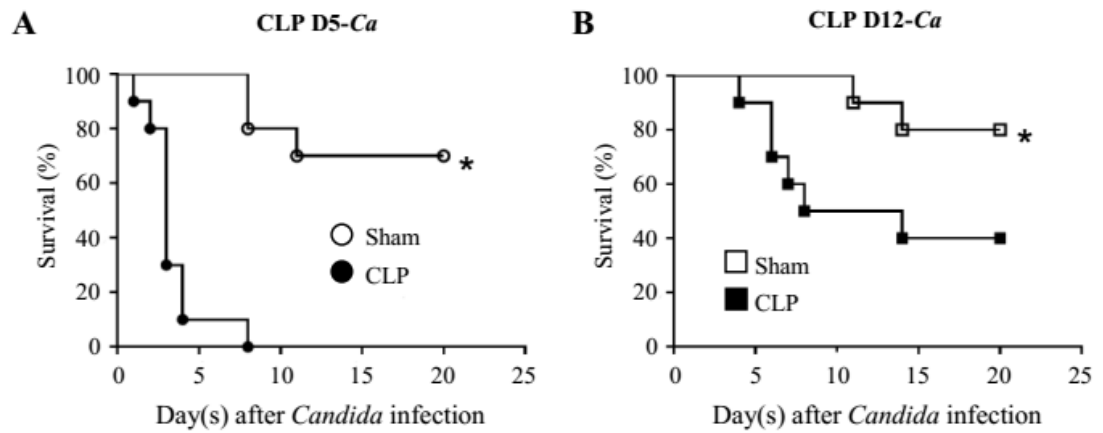 A
CLP D5-Ca
100
80
60
40
20
0
Survival (%)
Sham
CLP
*
0 5 10 15 20 25
Day(s) after Candida infection
B
CLP D12-Ca
100
80
60
40
20
0
Survival (%)
Sham
CLP
*
0 5 10 15 20 25
Day(s) after Candida infection